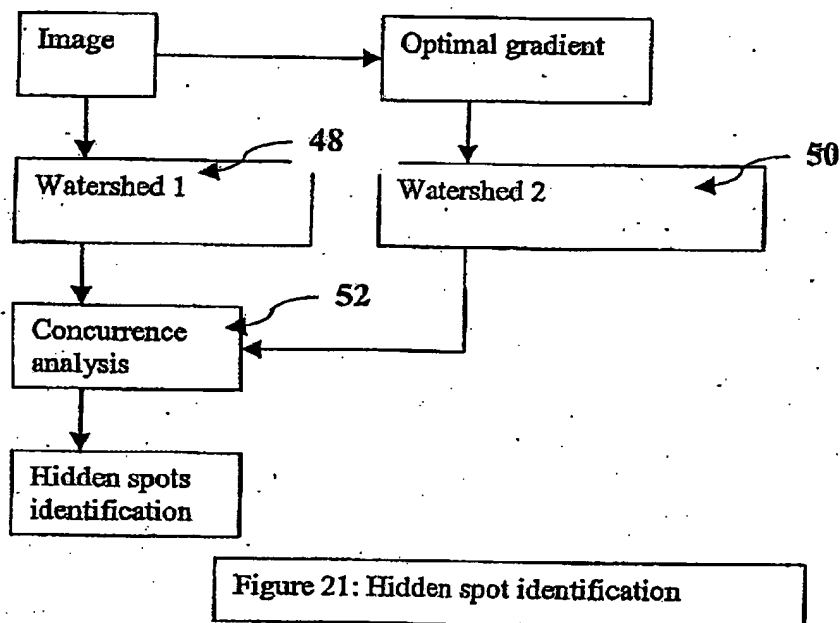 Image
Optimal gradient
48
50
Watershed 1
Watershed 2
52
Concurrence
analysis
Hidden spots
identification
Figure 21: Hidden spot identification